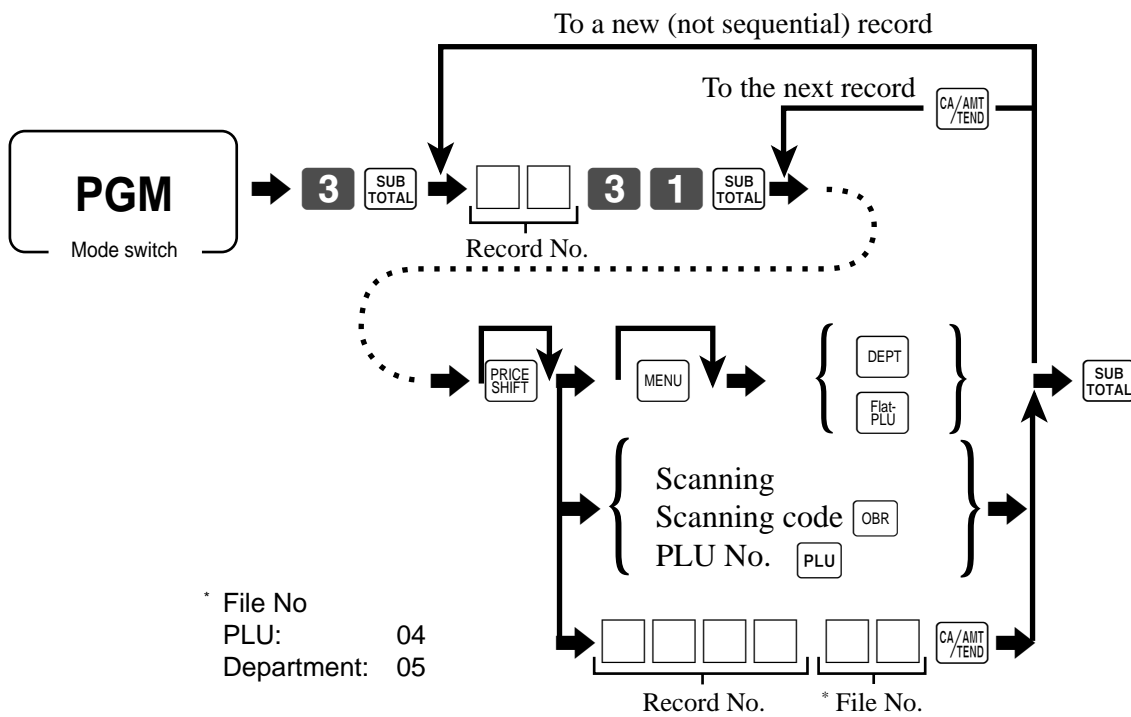 To a new (not sequential) record
To the next record
CA/AMT
/TEND
PGM
Mode switch
3
SUB
TOTAL
3 1
SUB
TOTAL
Record No.
PRICE
SHIFT
MENU
DEPT
Flat-
PLU
SUB
TOTAL
Scanning
Scanning code OBR
PLU No. PLU
* File No
PLU: 04
Department: 05
CA/AMT
/TEND
Record No.
* File No.